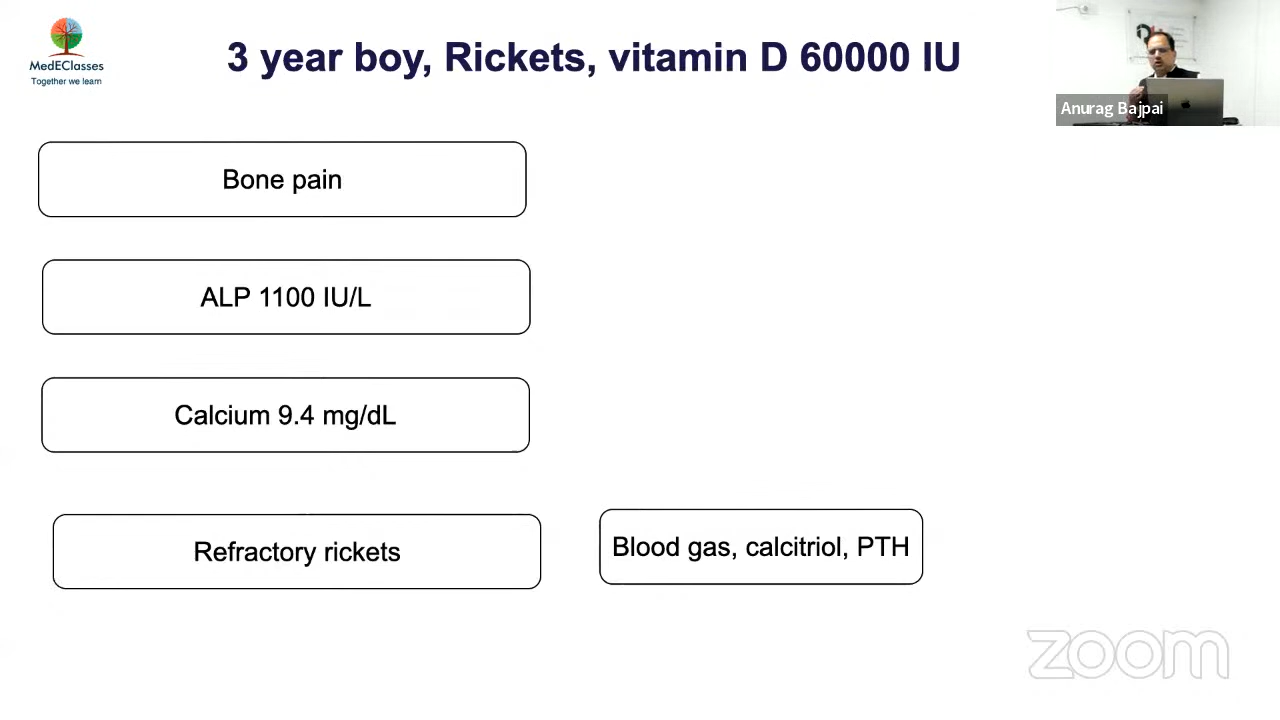 MedEClasses
Together we learn
3 year boy, Rickets, vitamin D 60000 IU
Anurag Bajpai
Bone pain
ALP 1100 IU/L
Calcium 9.4 mg/dL
Refractory rickets
Blood gas, calcitriol, PTH
zoom